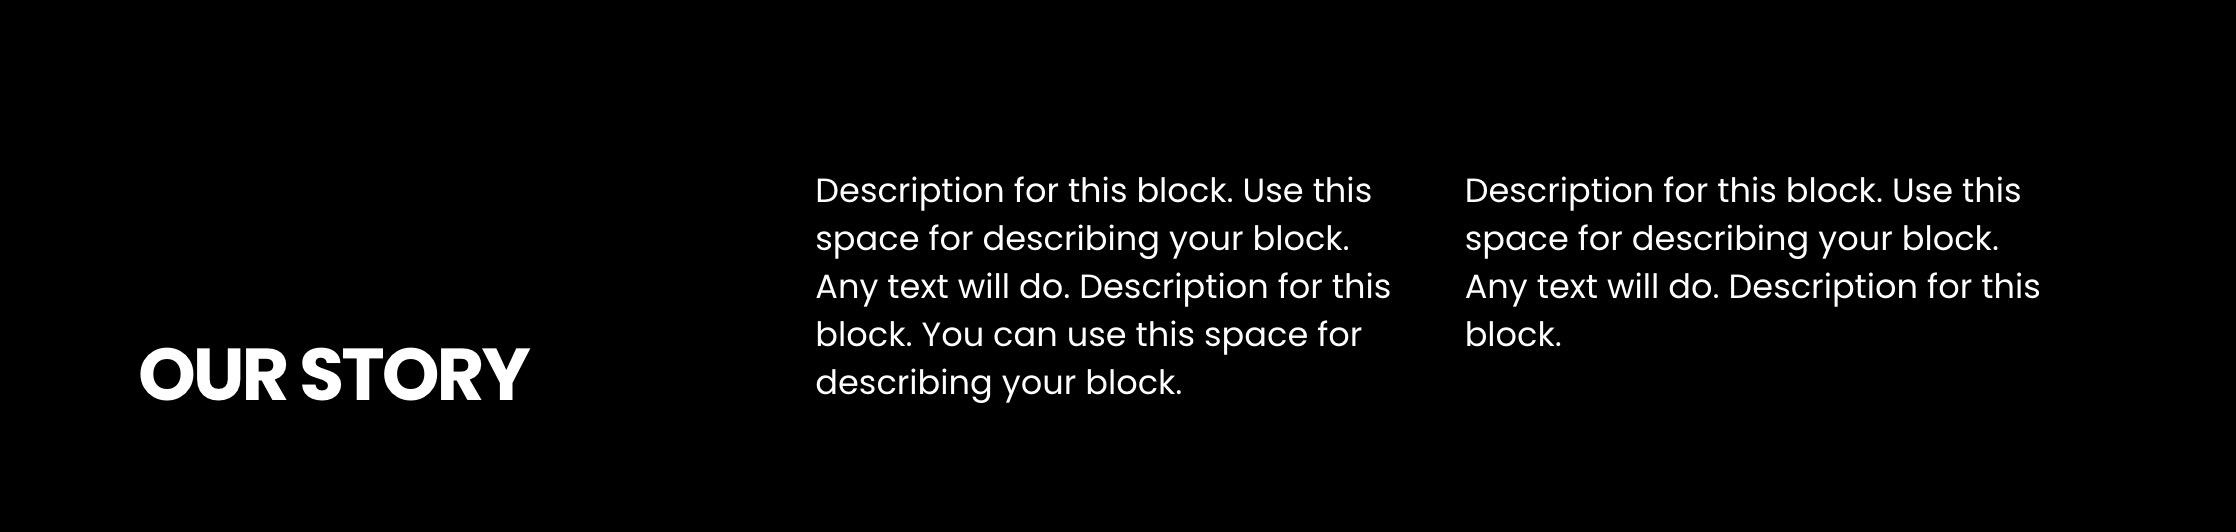 OUR STORY
Description for this block. Use this
space for describing your block.
Any text will do. Description for this
block. You can use this space for
describing your block.
Description for this block. Use this
space for describing your block.
Any text will do. Description for this
block.